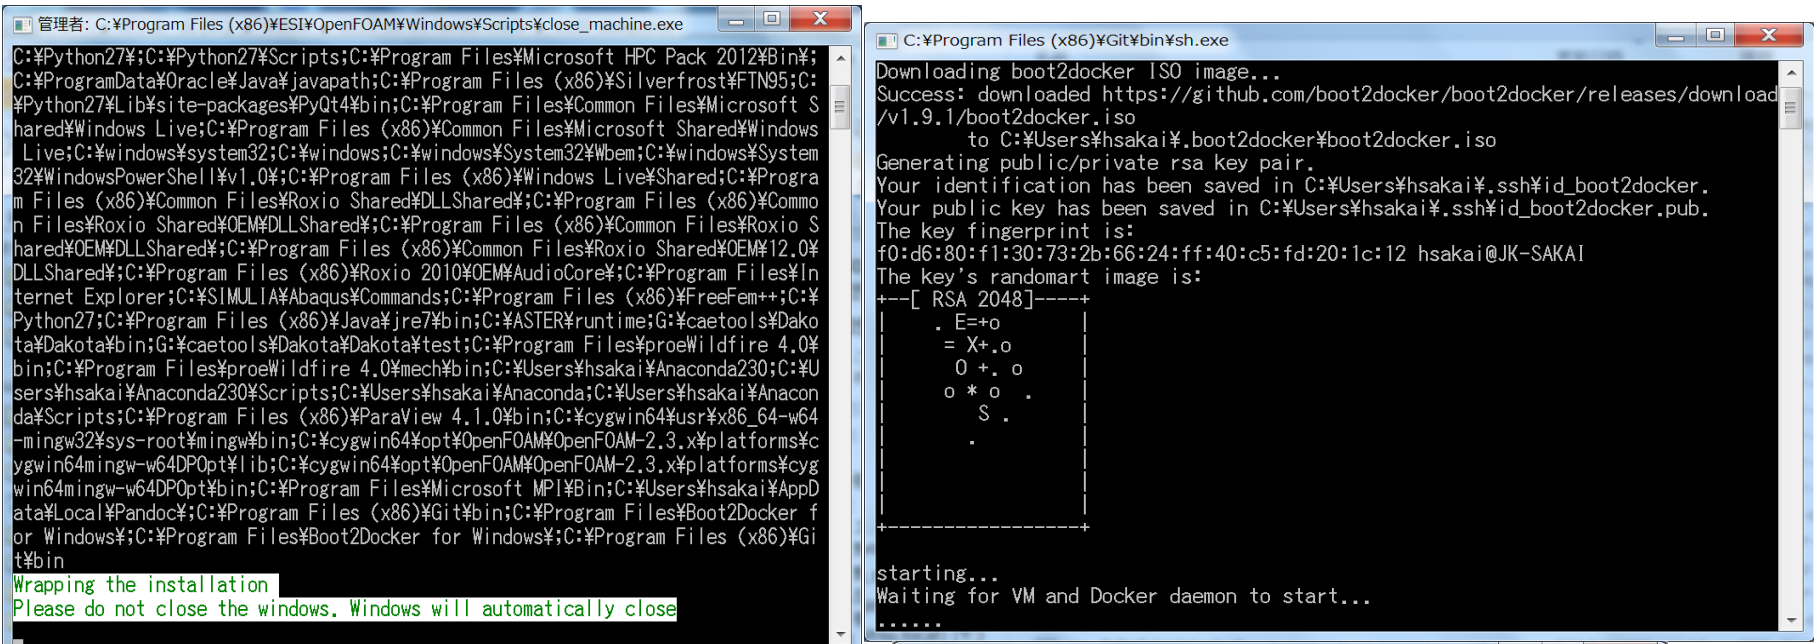 管理者: C:¥Program Files (x86)¥ESI¥OpenFOAM¥Windows¥Scripts¥close_machine.exe
C:¥Python27¥;C:¥Python27¥Scripts;C:¥Program Files¥Microsoft HPC Pack 2012¥Bin¥;
C:¥ProgramData¥Oracle¥Java¥javapath;C:¥Program Files (x86)¥Silverfrost¥FTN95;C:
¥Python27¥Lib¥site-packages¥PyQt4¥bin;C:¥Program Files¥Common Files¥Microsoft S
hared¥Windows Live;C:¥Program Files (x86)¥Common Files¥Microsoft Shared¥Windows
 Live;C:¥windows¥system32;C:¥windows;C:¥windows¥System32¥Wbem;C:¥windows¥System
32¥WindowsPowerShell¥v1.0¥;C:¥Program Files (x86)¥Windows Live¥Shared;C:¥Progra
m Files (x86)¥Common Files¥Roxio Shared¥DLLShared¥;C:¥Program Files (x86)¥Commo
n Files¥Roxio Shared¥OEM¥DLLShared¥;C:¥Program Files (x86)¥Common Files¥Roxio S
hared¥OEM¥DLLShared¥;C:¥Program Files (x86)¥Common Files¥Roxio Shared¥OEM¥12.0¥
DLLShared¥;C:¥Program Files (x86)¥Roxio 2010¥OEM¥AudioCore¥;C:¥Program Files¥In
ternet Explorer;C:¥SIMULIA¥Abaqus¥Commands;C:¥Program Files (x86)¥FreeFem++;C:¥
Python27;C:¥Program Files (x86)¥Java¥jre7¥bin;C:¥ASTER¥runtime;G:¥caetools¥Dako
ta¥Dakota¥bin;G:¥caetools¥Dakota¥Dakota¥test;C:¥Program Files¥proeWildfire 4.0¥
bin;C:¥Program Files¥proeWildfire 4.0¥mech¥bin;C:¥Users¥hsakai¥Anaconda230;C:¥U
sers¥hsakai¥Anaconda230¥Scripts;C:¥Users¥hsakai¥Anaconda;C:¥Users¥hsakai¥Anacon
da¥Scripts;C:¥Program Files (x86)¥ParaView 4.1.0¥bin;C:¥cygwin64¥usr¥x86_64-w64
-mingw32¥sys-root¥mingw¥bin;C:¥cygwin64¥opt¥OpenFOAM¥OpenFOAM-2.3.x¥platforms¥c
ygwin64mingw-w64DPOpt¥lib;C:¥cygwin64¥opt¥OpenFOAM¥OpenFOAM-2.3.x¥platforms¥cyg
win64mingw-w64DPOpt¥bin;C:¥Program Files¥Microsoft MPI¥Bin;C:¥Users¥hsakai¥AppD
ata¥Local¥Pandoc¥;C:¥Program Files (x86)¥Git¥bin;C:¥Program Files¥Boot2Docker f
or Windows¥;C:¥Program Files¥Boot2Docker for Windows¥;C:¥Program Files (x86)¥Gi
t¥bin
Wrapping the installation
Please do not close the windows. Windows will automatically close
C:¥Program Files (x86)¥Git¥bin¥sh.exe
Downloading boot2docker ISO image...
Success: downloaded https://github.com/boot2docker/boot2docker/releases/download
/v1.9.1/boot2docker.iso
        to C:¥Users¥hsakai¥.boot2docker¥boot2docker.iso
Generating public/private rsa key pair.
Your identification has been saved in C:¥Users¥hsakai¥.ssh¥id_boot2docker.
Your public key has been saved in C:¥Users¥hsakai¥.ssh¥id_boot2docker.pub.
The key fingerprint is:
f0:d6:80:f1:30:73:2b:66:24:ff:40:c5:fd:20:1c:12 hsakai@JK-SAKAI
The key's randomart image is:
+--[ RSA 2048]----+
|    . E=+o       |
|     = X+.o      |
|      O +. o     |
|     o * o  .    |
|        S .      |
|       .         |
|                 |
|                 |
|                 |
+-----------------+
starting...
Waiting for VM and Docker daemon to start...
......